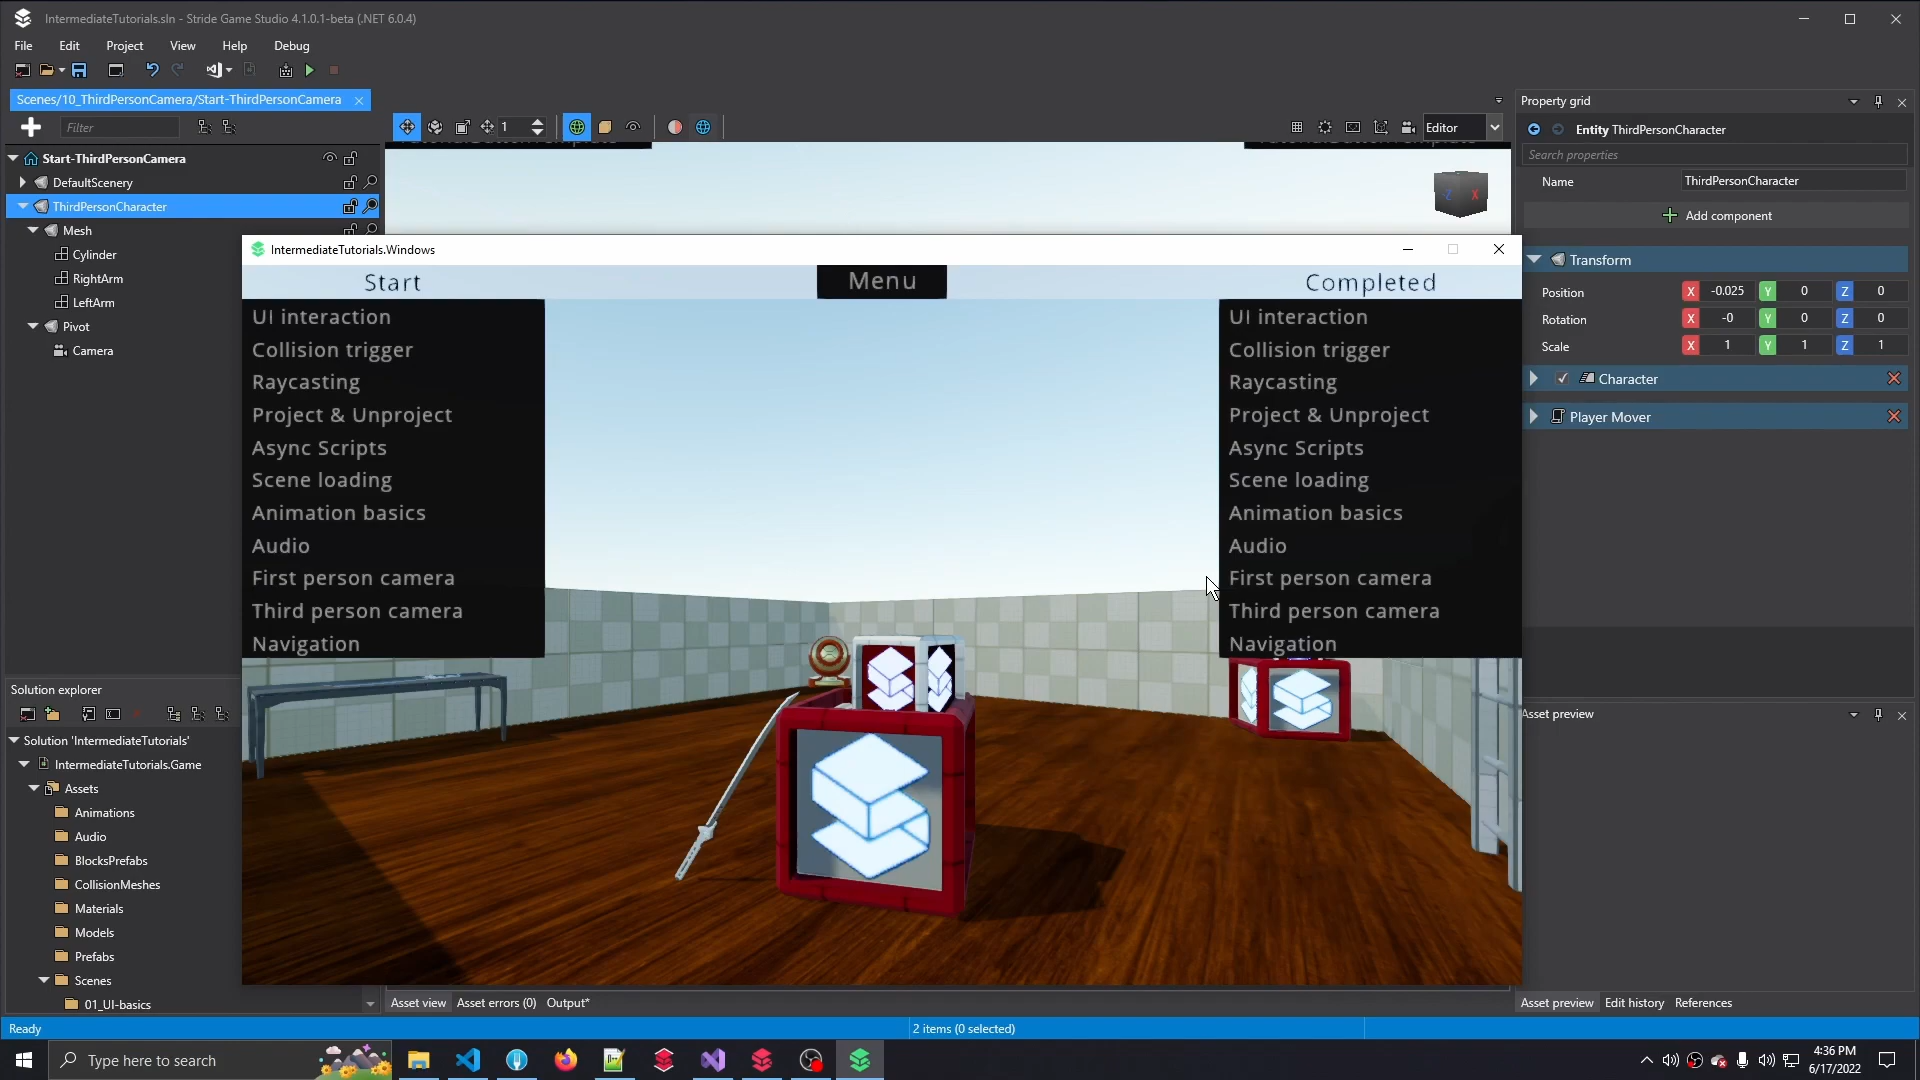 IntermediateTutorials.sln - Stride Game Studio 4.1.0.1-beta (.NET 6.0.4)
File Edit Project View Help Debug
Scenes/10_ThirdPersonCamera/Start-ThirdPersonCamera
Filter
1
Editor
Start-ThirdPersonCamera
DefaultScenery
ThirdPersonCharacter
Mesh
Cylinder
RightArm
LeftArm
Pivot
Camera
Z X
IntermediateTutorials.Windows
Start
Menu
Completed
UI interaction
Collision trigger
Raycasting
Project & Unproject
Async Scripts
Scene loading
Animation basics
Audio
First person camera
Third person camera
Navigation
UI interaction
Collision trigger
Raycasting
Project & Unproject
Async Scripts
Scene loading
Animation basics
Audio
First person camera
Third person camera
Navigation
Property grid
Entity ThirdPersonCharacter
Search properties
Name ThirdPersonCharacter
Add component
Transform
Position X -0.025 Y 0 Z 0
Rotation X -0 Y 0 Z 0
Scale X 1 Y 1 Z 1
Character
Player Mover
Solution explorer
Solution 'IntermediateTutorials'
IntermediateTutorials.Game
Assets
Animations
Audio
BlocksPrefabs
CollisionMeshes
Materials
Models
Prefabs
Scenes
01_UI-basics
Asset preview
Asset view Asset errors (0) Output*
Asset preview Edit history References
Ready
2 items (0 selected)
Type here to search
4:36 PM
6/17/2022